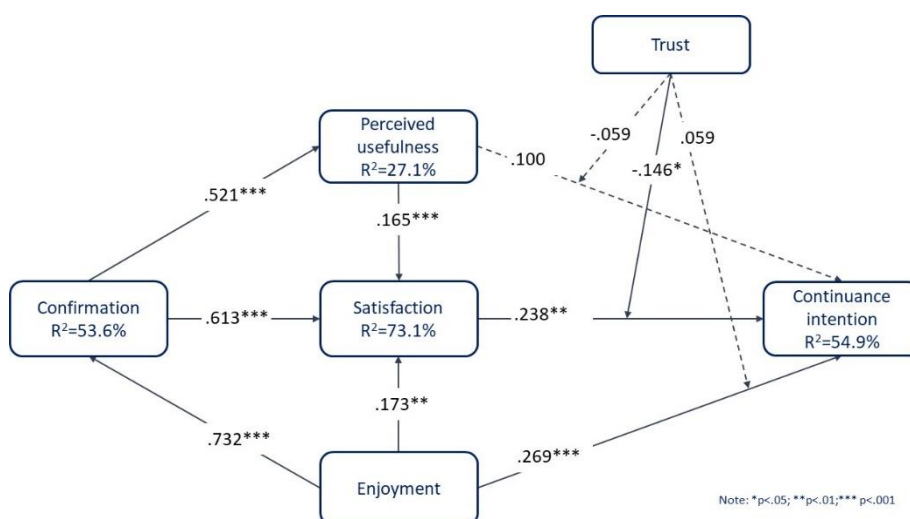 Trust
Perceived
usefulness
R²=27.1%
-.059
.059
.100
-.146*
.521***
.165***
Confirmation
R²=53.6%
.613***
Satisfaction
R²=73.1%
.238**
Continuance
intention
R²=54.9%
.173**
.732***
.269***
Enjoyment
Note: *p<.05; **p<.01;*** p<.001